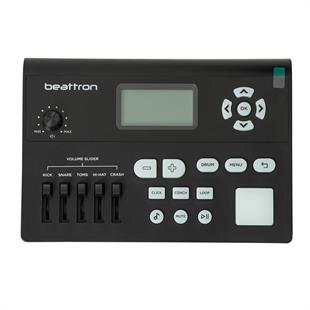 beattron
OK
MIN MAX
VOLUME SLIDER
KICK SNARE TOMS HI-HAT CRASH
DRUM MENU
CLICK COACH LOOP
MUTE